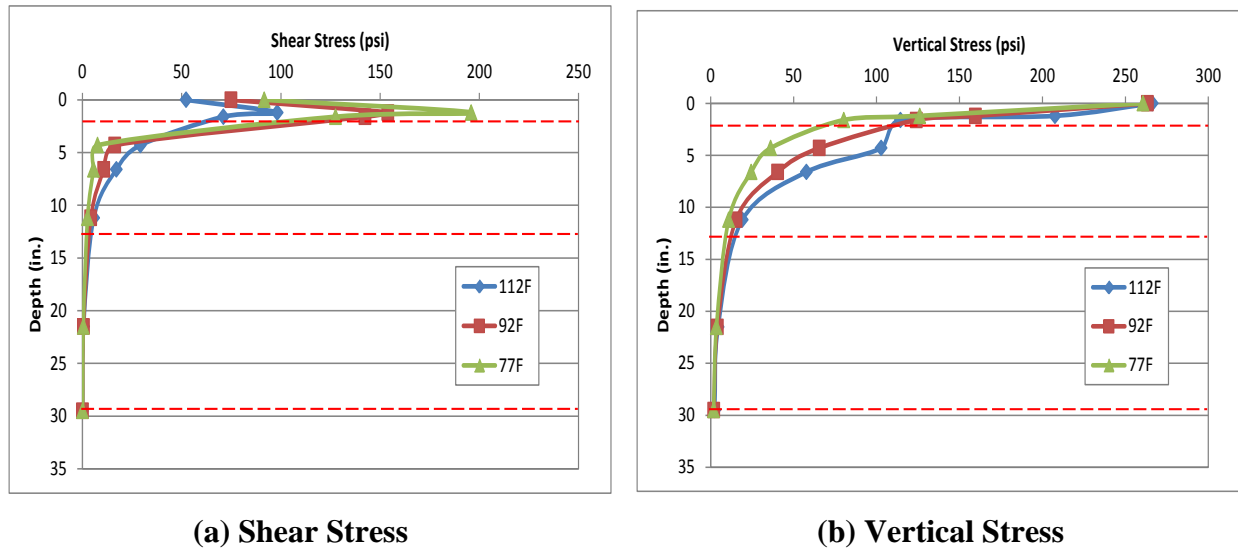 Shear Stress (psi)
0 50 100 150 200 250
0
5
10
15
20
25
30
35
Depth (in.)
112F
92F
77F
(a) Shear Stress
Vertical Stress (psi)
0 50 100 150 200 250 300
0
5
10
15
20
25
30
35
Depth (in.)
112F
92F
77F
(b) Vertical Stress